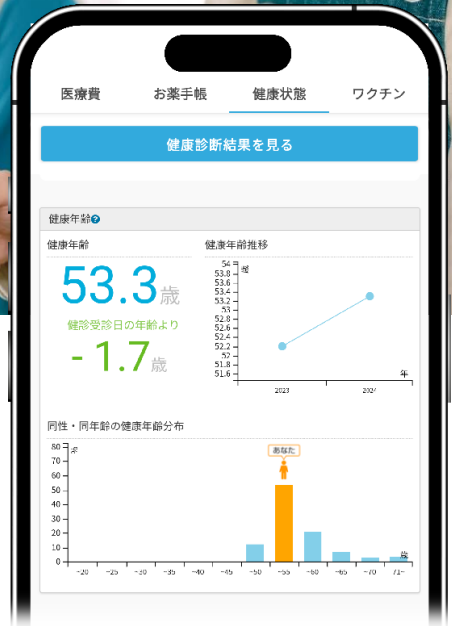 医療費 お薬手帳 健康状態 ワクチン
健康診断結果を見る
健康年齢?
健康年齢 健康年齢推移
53.3歳
健診受診日の年齢より
- 1.7歳
歳
54
53.8
53.6
53.4
53.2
53
52.8
52.6
52.4
52.2
52
51.8
51.6
年
2023 2024
同性・同年齢の健康年齢分布
%
80
70
60
50
40
30
20
10
0
あなた
歳
~20 ~25 ~30 ~35 ~40 ~45 ~50 ~55 ~60 ~65 ~70 71~